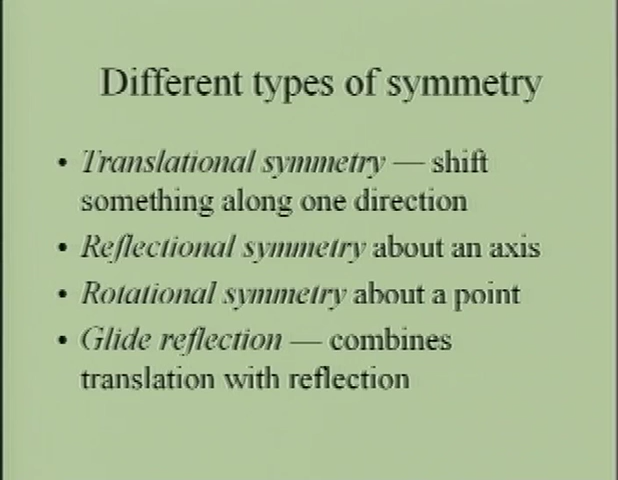 Different types of symmetry
• Translational symmetry — shift
something along one direction
• Reflectional symmetry about an axis
• Rotational symmetry about a point
• Glide reflection — combines
translation with reflection